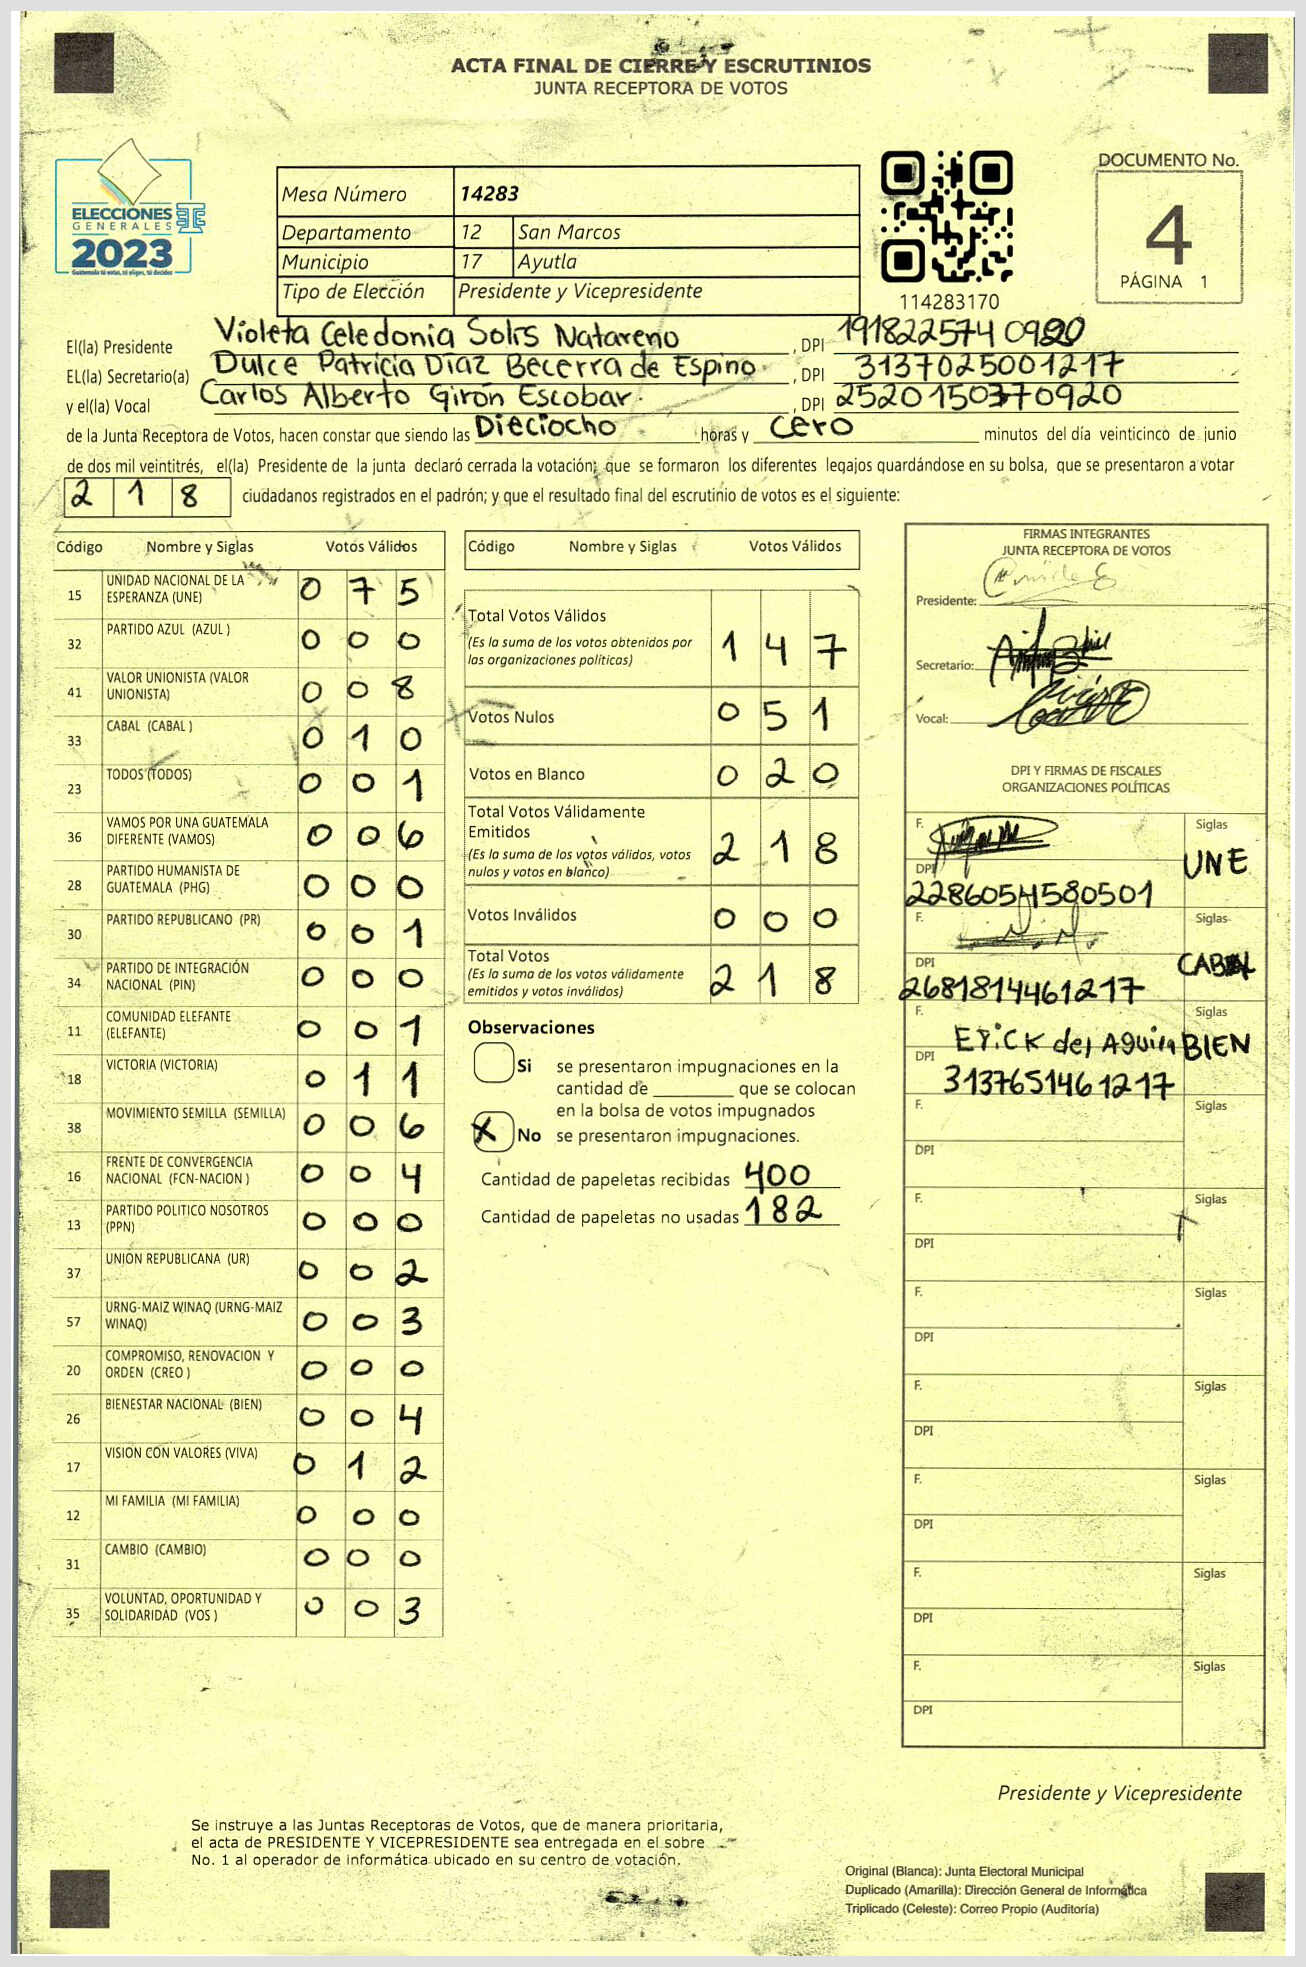 ACTA FINAL DE CIERRE Y ESCRUTINIOS
JUNTA RECEPTORA DE VOTOS
ELECCIONES
GENERALES
2023
Guatemala tú votas, tú eliges, tú decides
Mesa Número 14283
Departamento 12 San Marcos
Municipio 17 Ayutla
Tipo de Elección Presidente y Vicepresidente
114283170
DOCUMENTO No.
4
PÁGINA 1
El(la) Presidente Violeta Celedonia Solis Natareno, DPI
EL(la) Secretario(a) Dulce Patricia Diaz Becerra de Espino, DPI 3137025001217
y el(la) Vocal Carlos Alberto Girón Escobar, DPI 2520150370920
de la Junta Receptora de Votos, hacen constar que siendo las Dieciocho horas y cero minutos del día veinticinco de junio
de dos mil veintitrés, el(la) Presidente de la junta declaró cerrada la votación; que se formaron los diferentes legajos quardándose en su bolsa, que se presentaron a votar
218 ciudadanos registrados en el padrón; y que el resultado final del escrutinio de votos es el siguiente:
Código Nombre y Siglas Votos Válidos
15 UNIDAD NACIONAL DE LA ESPERANZA (UNE) 0 7 5
32 PARTIDO AZUL (AZUL ) 0 0 0
41 VALOR UNIONISTA (VALOR UNIONISTA) 0 0 8
33 CABAL (CABAL ) 0 1 0
23 TODOS (TODOS) 0 0 1
36 VAMOS POR UNA GUATEMALA DIFERENTE (VAMOS) 0 0 6
28 PARTIDO HUMANISTA DE GUATEMALA (PHG) 0 0 0
30 PARTIDO REPUBLICANO (PR) 0 0 1
34 PARTIDO DE INTEGRACIÓN NACIONAL (PIN) 0 0 0
11 COMUNIDAD ELEFANTE (ELEFANTE) 0 0 1
18 VICTORIA (VICTORIA) 0 1 1
38 MOVIMIENTO SEMILLA (SEMILLA) 0 0 6
16 FRENTE DE CONVERGENCIA NACIONAL (FCN-NACION ) 0 0 4
13 PARTIDO POLITICO NOSOTROS (PPN) 0 0 0
37 UNION REPUBLICANA (UR) 0 0 2
57 URNG-MAIZ WINAQ (URNG-MAIZ WINAQ) 0 0 3
20 COMPROMISO, RENOVACION Y ORDEN (CREO ) 0 0 0
26 BIENESTAR NACIONAL (BIEN) 0 0 4
17 VISION CON VALORES (VIVA) 0 1 2
12 MI FAMILIA (MI FAMILIA) 0 0 0
31 CAMBIO (CAMBIO) 0 0 0
35 VOLUNTAD, OPORTUNIDAD Y SOLIDARIDAD (VOS ) 0 0 3
Código Nombre y Siglas Votos Válidos
Total Votos Válidos 1 4 7
(Es la suma de los votos obtenidos por
las organizaciones politicas)
Votos Nulos 0 5 1
Votos en Blanco 0 2 0
Total Votos Válidamente
Emitidos 2 1 8
(Es la suma de los votos válidos, votos
nulos y votos en blanco)
Votos Inválidos 0 0 0
Total Votos 2 1 8
(Es la suma de los votos válidamente
emitidos y votos inválidos)
Observaciones
Si se presentaron impugnaciones en la
cantidad de ________ que se colocan
en la bolsa de votos impugnados
X No se presentaron impugnaciones.
Cantidad de papeletas recibidas 400
Cantidad de papeletas no usadas 182
FIRMAS INTEGRANTES
JUNTA RECEPTORA DE VOTOS
Presidente:
Secretario:
Vocal:
DPI Y FIRMAS DE FISCALES
ORGANIZACIONES POLÍTICAS
F. Siglas
UNE
DPI
2286054580501
F. Siglas
CABAL
DPI
2681814461217
F. Siglas
Erick del Aguila BIEN
DPI
3137651461217
F. Siglas
DPI
F. Siglas
DPI
F. Siglas
DPI
F. Siglas
DPI
F. Siglas
DPI
F. Siglas
DPI
F. Siglas
DPI
Presidente y Vicepresidente
Se instruye a las Juntas Receptoras de Votos, que de manera prioritaria,
el acta de PRESIDENTE Y VICEPRESIDENTE sea entregada en el sobre
No. 1 al operador de informática ubicado en su centro de votación.
Original (Blanca): Junta Electoral Municipal
Duplicado (Amarilla): Dirección General de Informática
Triplicado (Celeste): Correo Propio (Auditoría)